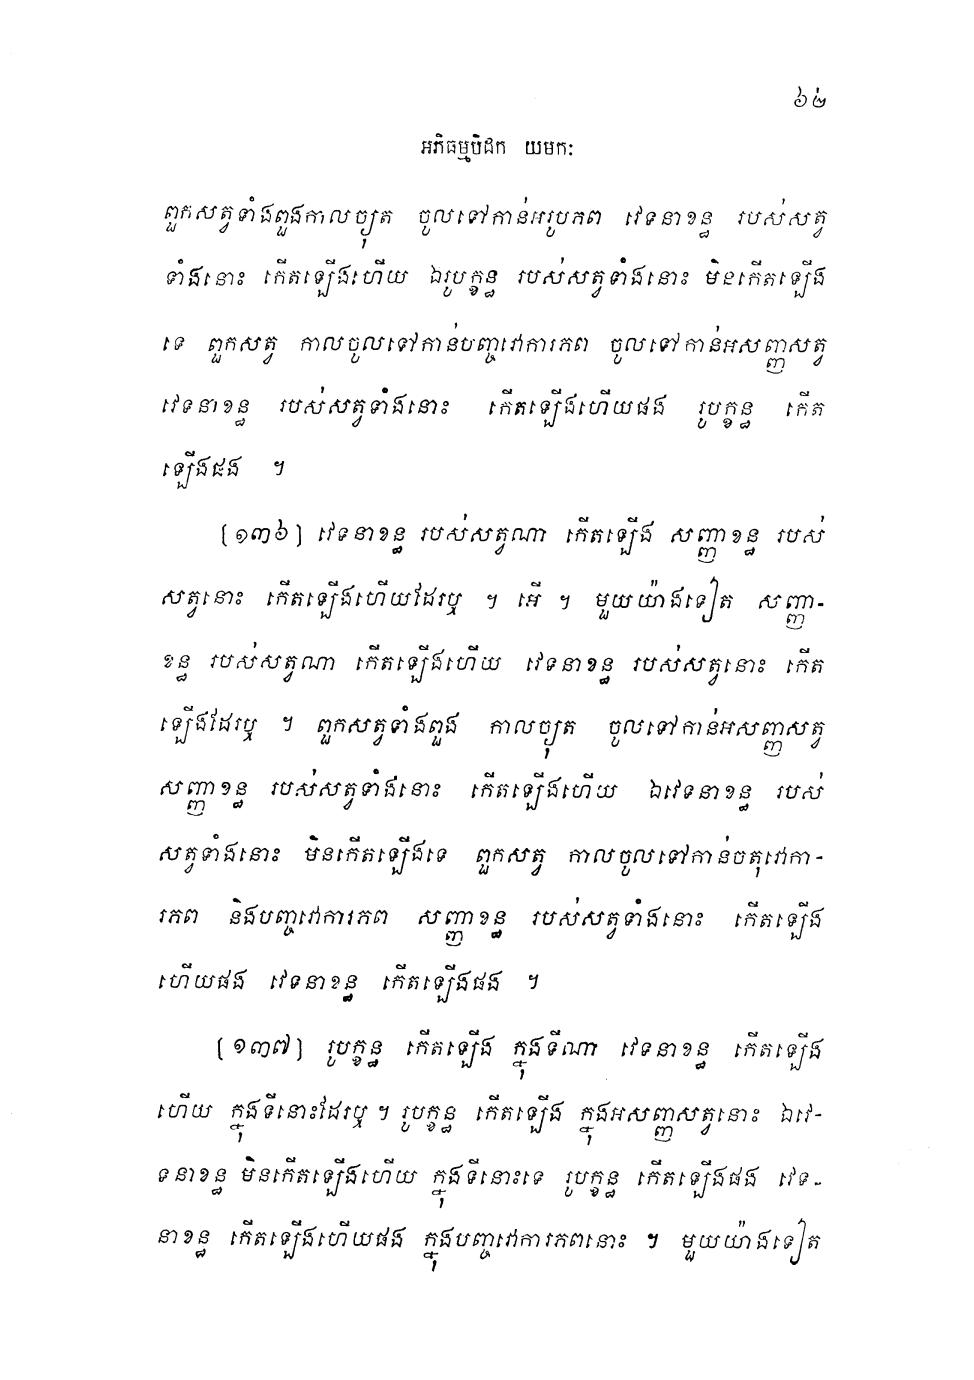 ៦២
អភិធម្មបិដក យមកៈ
ពួកសត្វទាំងពួងកាលច្យុត ចូលទៅកាន់អរូបភព វេទនាខន្ធ របស់សត្វ
ទាំងនោះ កើតឡើងហើយ ឯរូបក្ខន្ធ របស់សត្វទាំងនោះ មិនកើតឡើង
ទេ ពួកសត្វ កាលចូលទៅកាន់បញ្ចវោការភព ចូលទៅកាន់អសញ្ញសត្វ
វេទនាខន្ធ របស់សត្វទាំងនោះ កើតឡើងហើយផង រូបក្ខន្ធ កើត
ឡើងផង ។
[១៣៦] វេទនាខន្ធ របស់សត្វណា កើតឡើង សញ្ញាខន្ធ របស់
សត្វនោះ កើតឡើងហើយដែរឬ ។ អើ ។ មួយយ៉ាងទៀត សញ្ញា-
ខន្ធ របស់សត្វណា កើតឡើងហើយ វេទនាខន្ធ របស់សត្វនោះ កើត
ឡើងដែរឬ ។ ពួកសត្វទាំងពួង កាលច្យុត ចូលទៅកាន់អសញ្ញសត្វ
សញ្ញាខន្ធ របស់សត្វទាំងនោះ កើតឡើងហើយ ឯវេទនាខន្ធ របស់
សត្វទាំងនោះ មិនកើតឡើងទេ ពួកសត្វ កាលចូលទៅកាន់ចតុវោកា-
រភព និងបញ្ចវោការភព សញ្ញាខន្ធ របស់សត្វទាំងនោះ កើតឡើង
ហើយផង វេទនាខន្ធ កើតឡើងផង ។
[១៣៧] រូបក្ខន្ធ កើតឡើង ក្នុងទីណា វេទនាខន្ធ កើតឡើង
ហើយ ក្នុងទីនោះដែរឬ ។ រូបក្ខន្ធ កើតឡើង ក្នុងអសញ្ញសត្វនោះ ឯវេ-
ទនាខន្ធ មិនកើតឡើងហើយ ក្នុងទីនោះទេ រូបក្ខន្ធ កើតឡើងផង វេទ-
នាខន្ធ កើតឡើងហើយផង ក្នុងបញ្ចវោការភពនោះ ។ មួយយ៉ាងទៀត